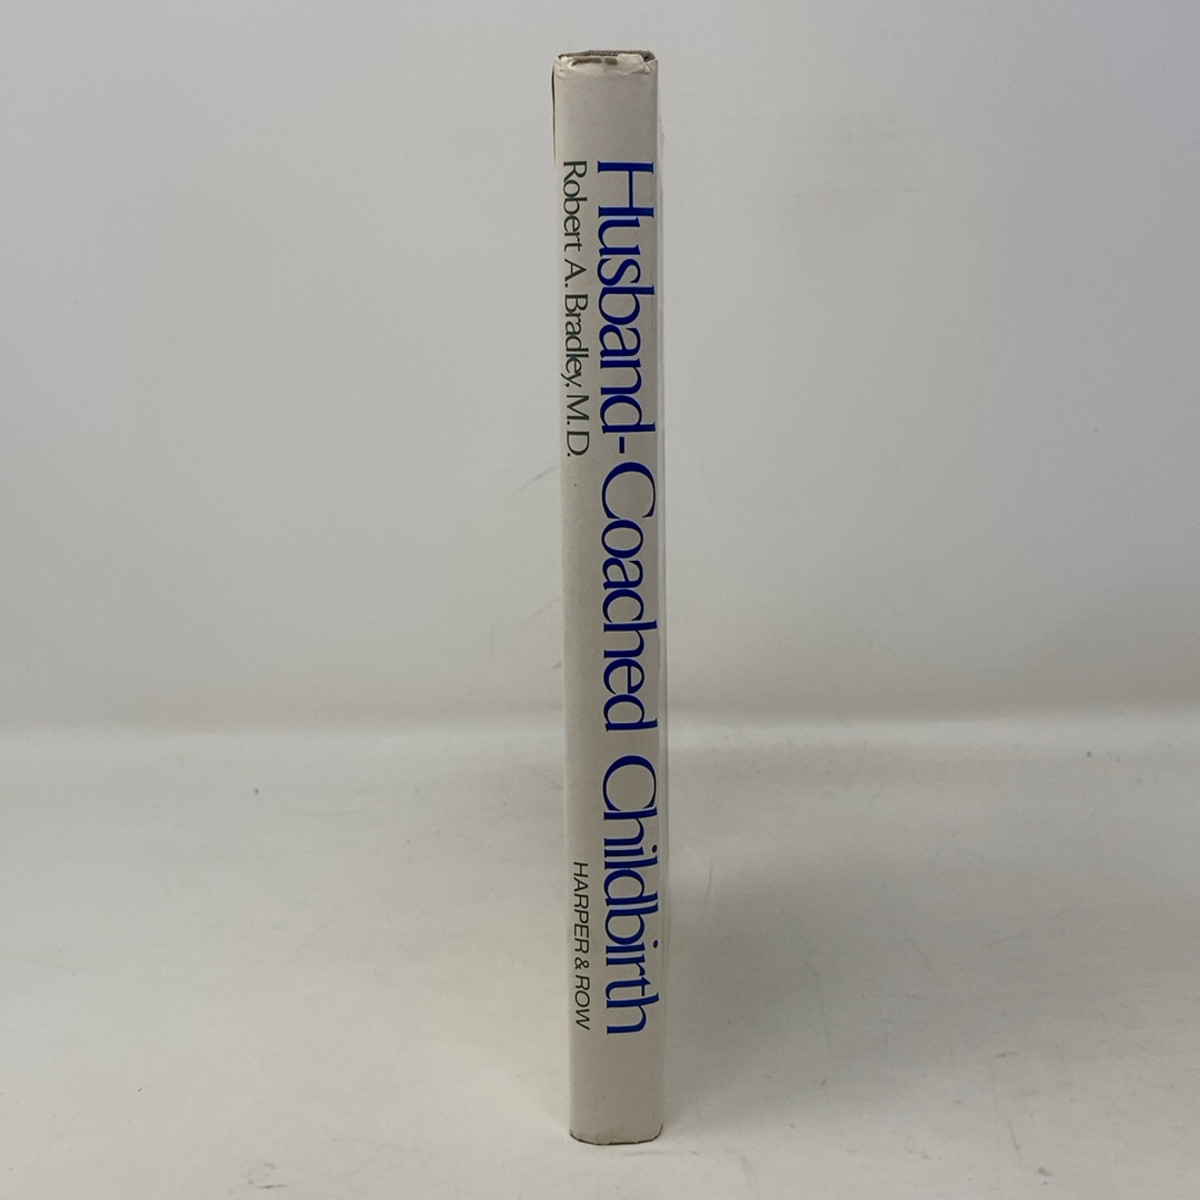 Husband-Coached Childbirth
Robert A. Bradley, M.D.
HARPER & ROW